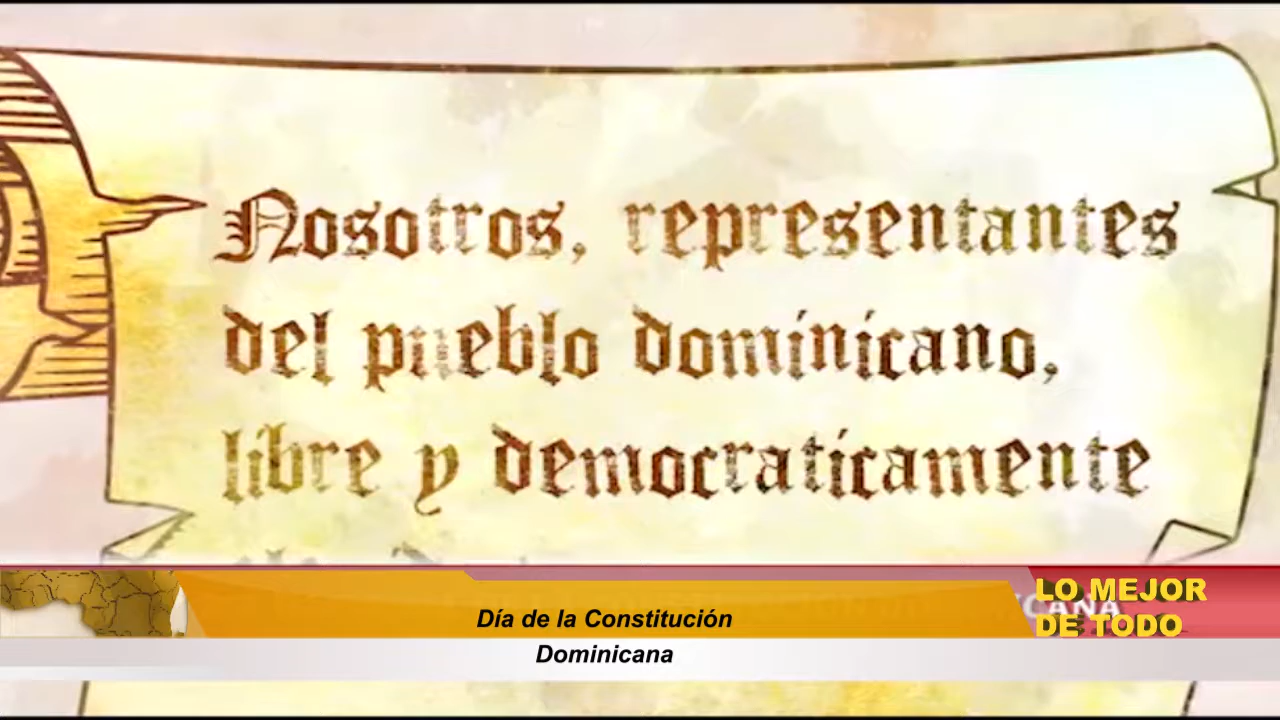 Nosotros, representantes
del pueblo dominicano,
libre y democraticamente
Día de la Constitución
Dominicana
LO MEJOR
DE TODO